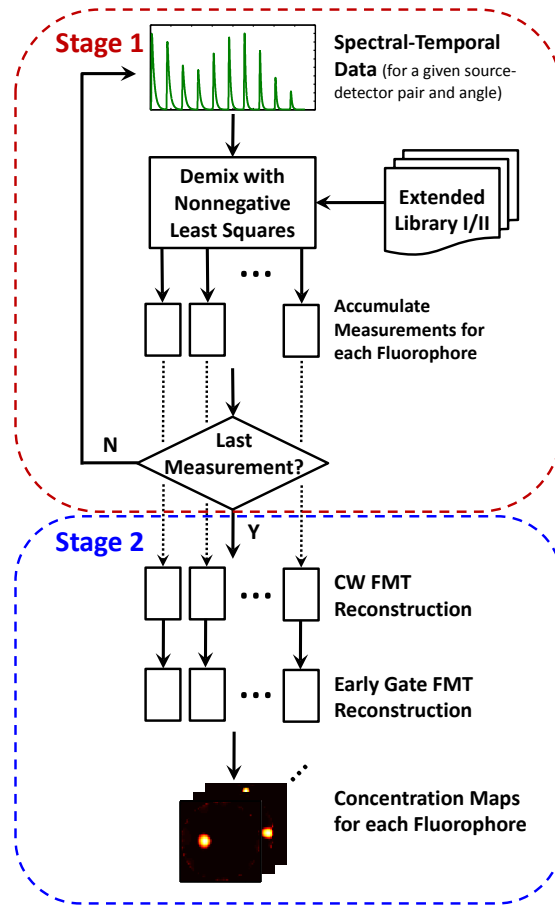 Stage 1
Spectral-Temporal
Data (for a given source-
detector pair and angle)
Demix with
Nonnegative
Least Squares
Extended
Library I/II
Accumulate
Measurements for
each Fluorophore
N
Last
Measurement?
Y
Stage 2
CW FMT
Reconstruction
Early Gate FMT
Reconstruction
Concentration Maps
for each Fluorophore